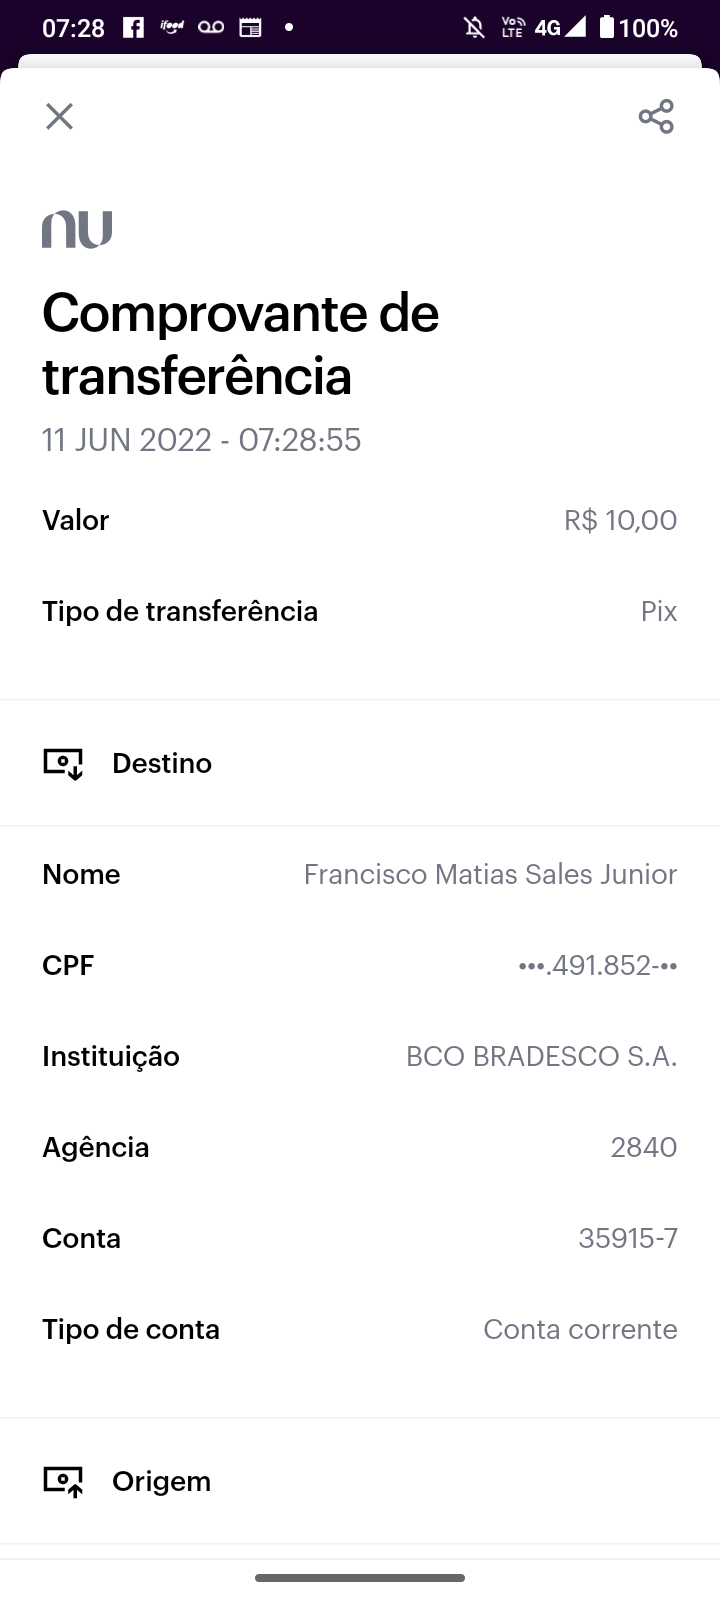 07:28 ifood Vo LTE 4G 100%
nu
Comprovante de
transferência
11 JUN 2022 - 07:28:55
Valor R$ 10,00
Tipo de transferência Pix
Destino
Nome Francisco Matias Sales Junior
CPF •••.491.852-••
Instituição BCO BRADESCO S.A.
Agência 2840
Conta 35915-7
Tipo de conta Conta corrente
Origem